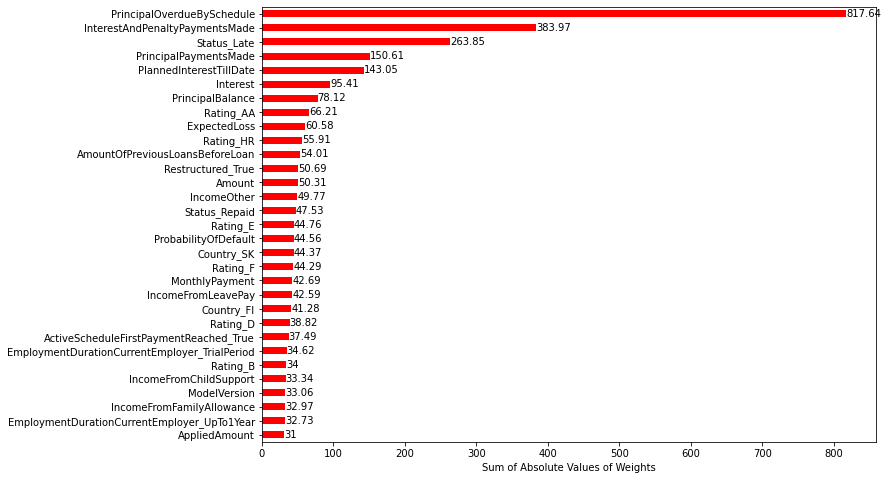 PrincipalOverdueBySchedule 817.64
InterestAndPenaltyPaymentsMade 383.97
Status_Late 263.85
PrincipalPaymentsMade 150.61
PlannedInterestTillDate 143.05
Interest 95.41
PrincipalBalance 78.12
Rating_AA 66.21
ExpectedLoss 60.58
Rating_HR 55.91
AmountOfPreviousLoansBeforeLoan 54.01
Restructured_True 50.69
Amount 50.31
IncomeOther 49.77
Status_Repaid 47.53
Rating_E 44.76
ProbabilityOfDefault 44.56
Country_SK 44.37
Rating_F 44.29
MonthlyPayment 42.69
IncomeFromLeavePay 42.59
Country_FI 41.28
Rating_D 38.82
ActiveScheduleFirstPaymentReached_True 37.49
EmploymentDurationCurrentEmployer_TrialPeriod 34.62
Rating_B 34
IncomeFromChildSupport 33.34
ModelVersion 33.06
IncomeFromFamilyAllowance 32.97
EmploymentDurationCurrentEmployer_UpTo1Year 32.73
AppliedAmount 31
0 100 200 300 400 500 600 700 800
Sum of Absolute Values of Weights